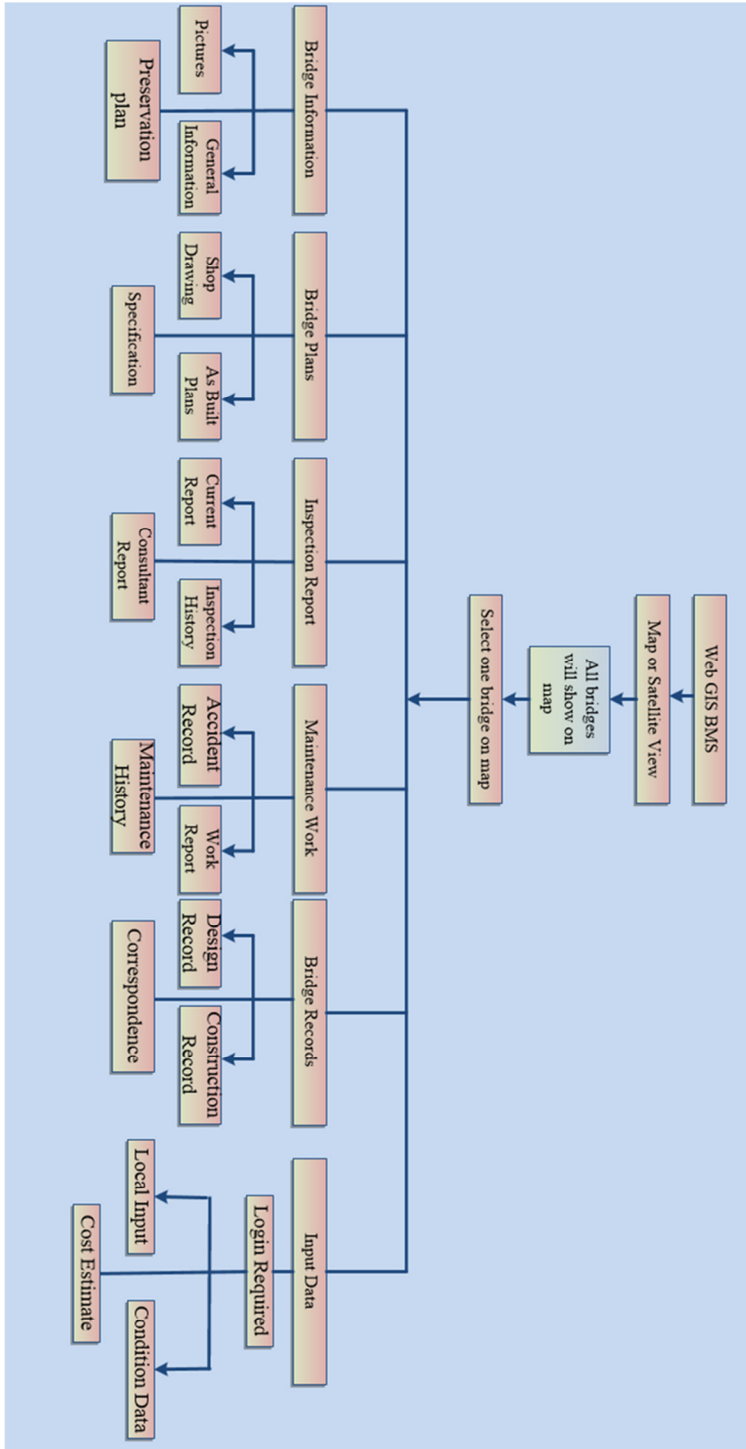 Web GIS BMS
Map or Satellite View
All bridges
will show on
map
Select one bridge on map
Bridge Information
Pictures
General
Information
Preservation
plan
Bridge Plans
Shop
Drawing
As Built
Plans
Specification
Inspection Report
Current
Report
Inspection
History
Consultant
Report
Maintenance Work
Accident
Record
Work
Report
Maintenance
History
Bridge Records
Design
Record
Construction
Record
Correspondence
Input Data
Login Required
Local Input
Condition Data
Cost Estimate